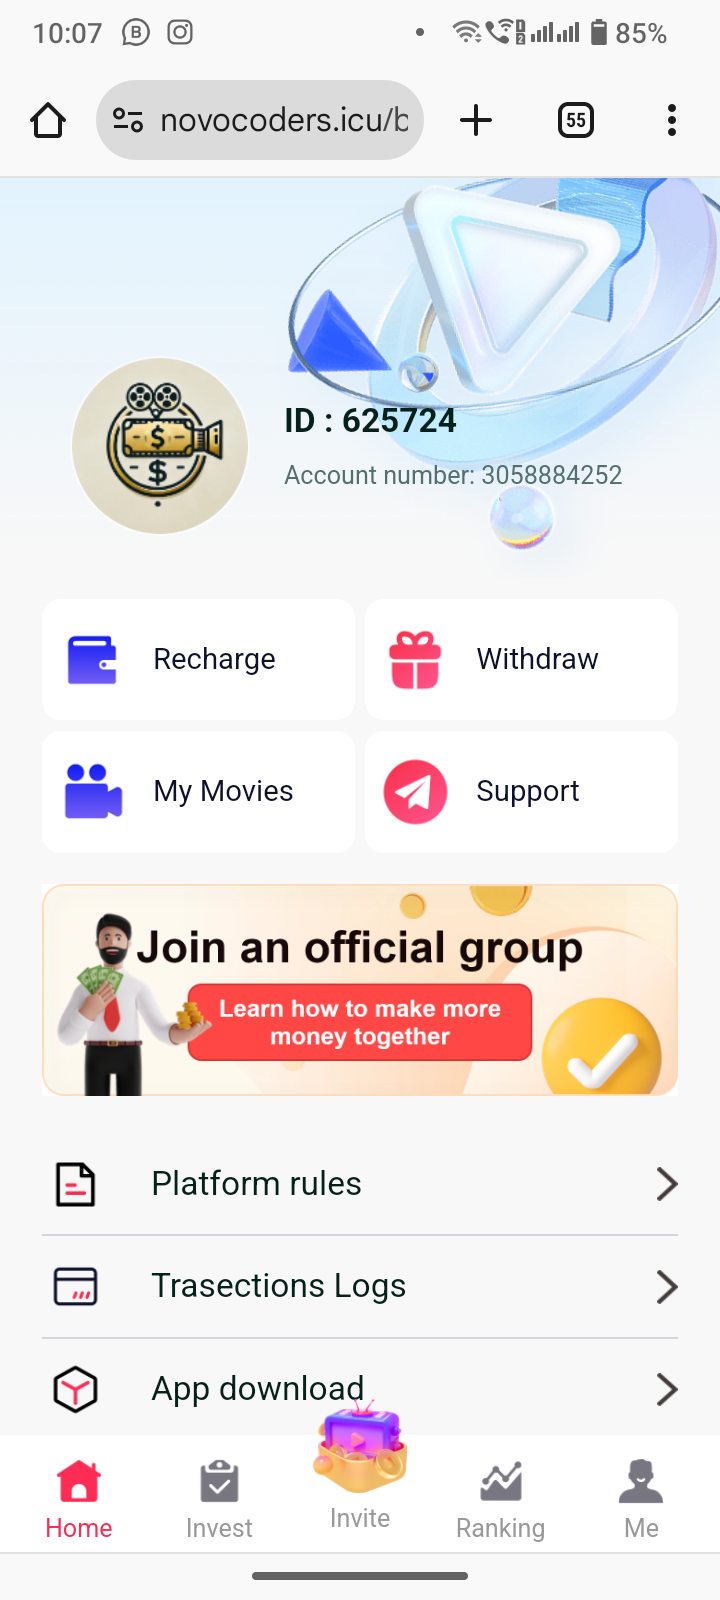 10:07
85%
novocoders.icu/b
55
ID : 625724
Account number: 3058884252
Recharge
Withdraw
My Movies
Support
Join an official group
Learn how to make more
money together
Platform rules
Trasections Logs
App download
Home
Invest
Invite
Ranking
Me